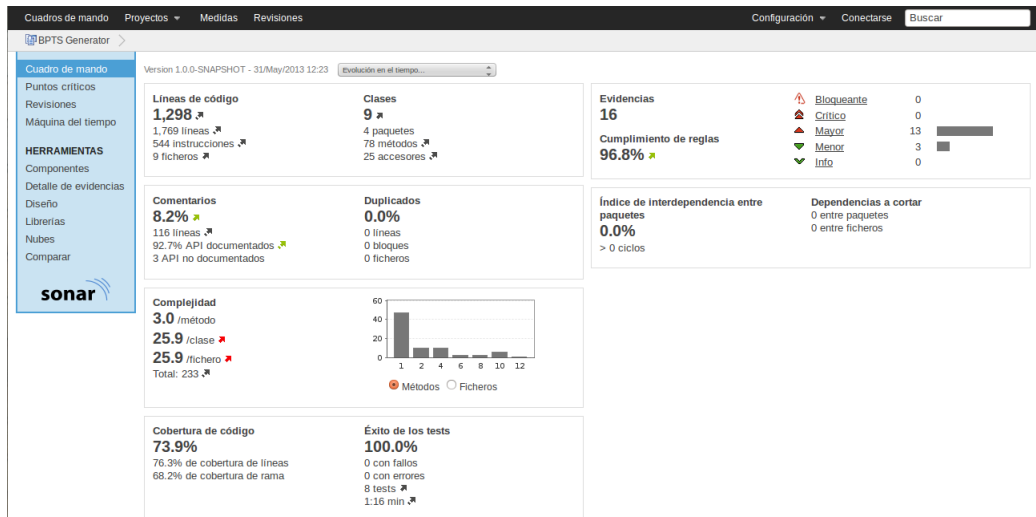 Cuadros de mando Proyectos Medidas Revisiones Configuración Conectarse Buscar
BPTS Generator
Cuadro de mando
Puntos críticos
Revisiones
Máquina del tiempo
HERRAMIENTAS
Componentes
Detalle de evidencias
Diseño
Librerías
Nubes
Comparar
sonar
Version 1.0.0-SNAPSHOT - 31/May/2013 12:23 Evolución en el tiempo...
Líneas de código
1,298
1,769 líneas
544 instrucciones
9 ficheros
Clases
9
4 paquetes
78 métodos
25 accesores
Comentarios
8.2%
116 líneas
92.7% API documentados
3 API no documentados
Duplicados
0.0%
0 líneas
0 bloques
0 ficheros
Complejidad
3.0 /método
25.9 /clase
25.9 /fichero
Total: 233
60
40
20
0
1 2 4 6 8 10 12
Métodos Ficheros
Cobertura de código
73.9%
76.3% de cobertura de líneas
68.2% de cobertura de rama
Éxito de los tests
100.0%
0 con fallos
0 con errores
8 tests
1:16 min
Evidencias
16
Cumplimiento de reglas
96.8%
Bloqueante 0
Crítico 0
Mayor 13
Menor 3
Info 0
Índice de interdependencia entre
paquetes
0.0%
> 0 ciclos
Dependencias a cortar
0 entre paquetes
0 entre ficheros